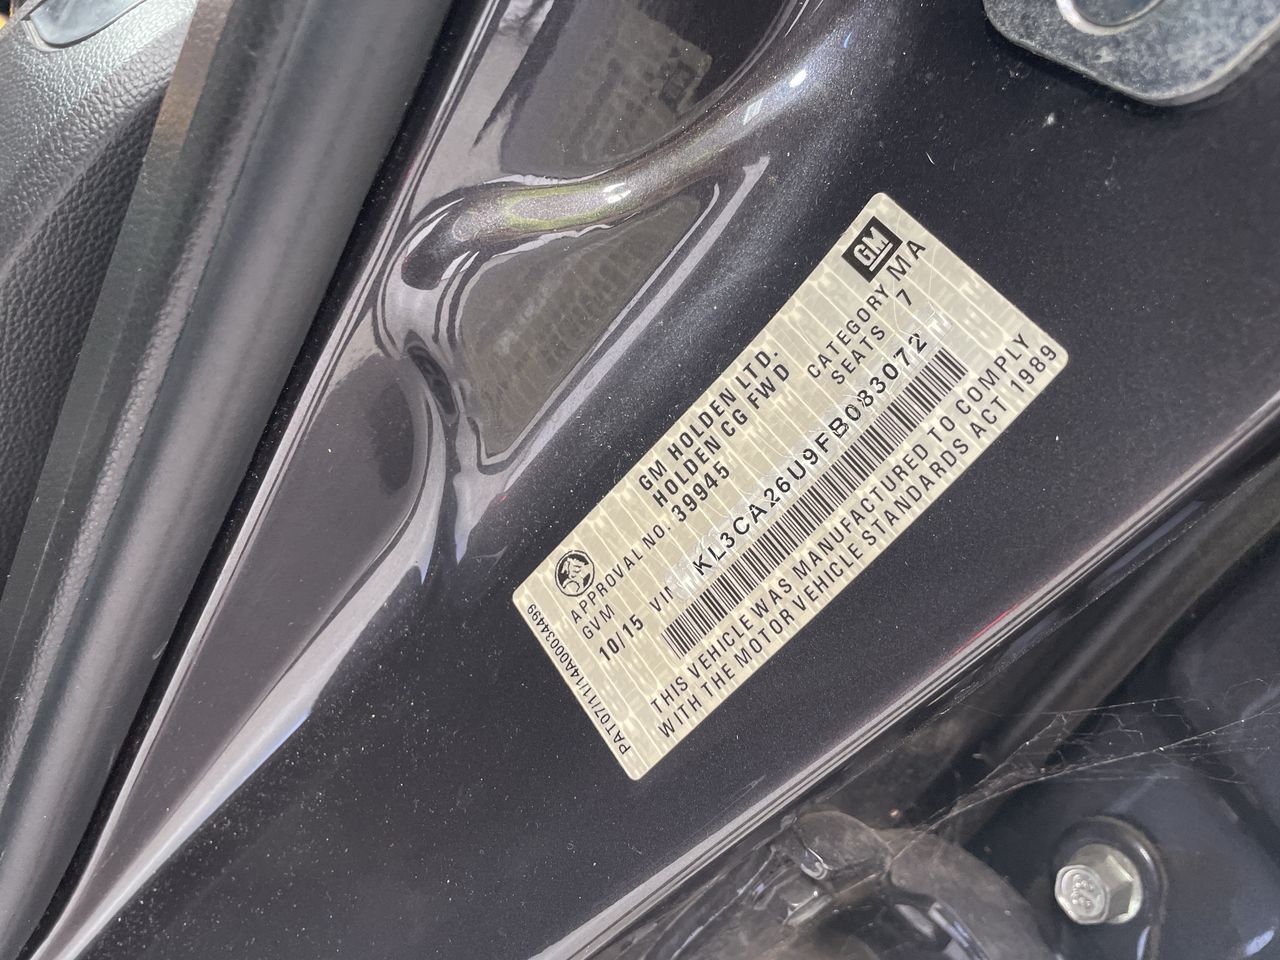 GM
GM HOLDEN LTD.
HOLDEN CG FWD
APPROVAL NO. 39945
CATEGORY MA
GVM
SEATS 7
10/15 VIN KL3CA26U9FB083072
THIS VEHICLE WAS MANUFACTURED TO COMPLY
WITH THE MOTOR VEHICLE STANDARDS ACT 1989
PAT07/11/14A00034499